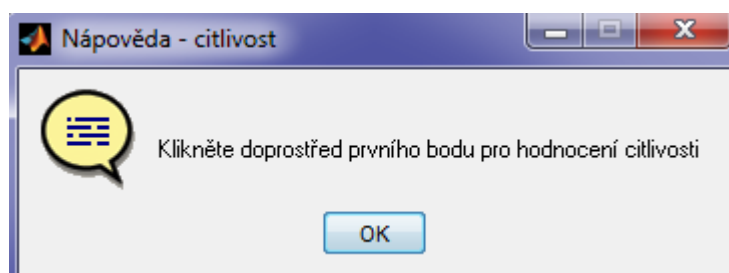 Nápověda - citlivost
Klikněte doprostřed prvního bodu pro hodnocení citlivosti
OK